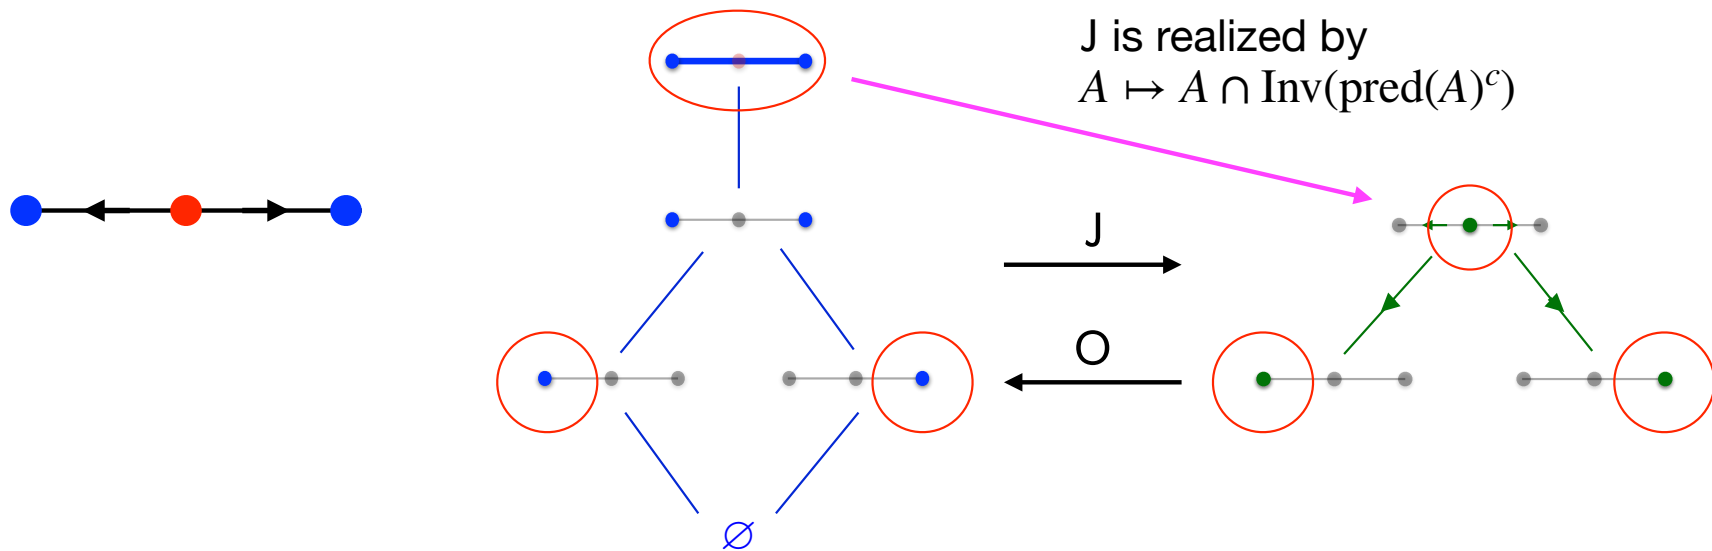 J is realized by
A ↦ A ∩ Inv(pred(A)ᶜ)
J
O
∅